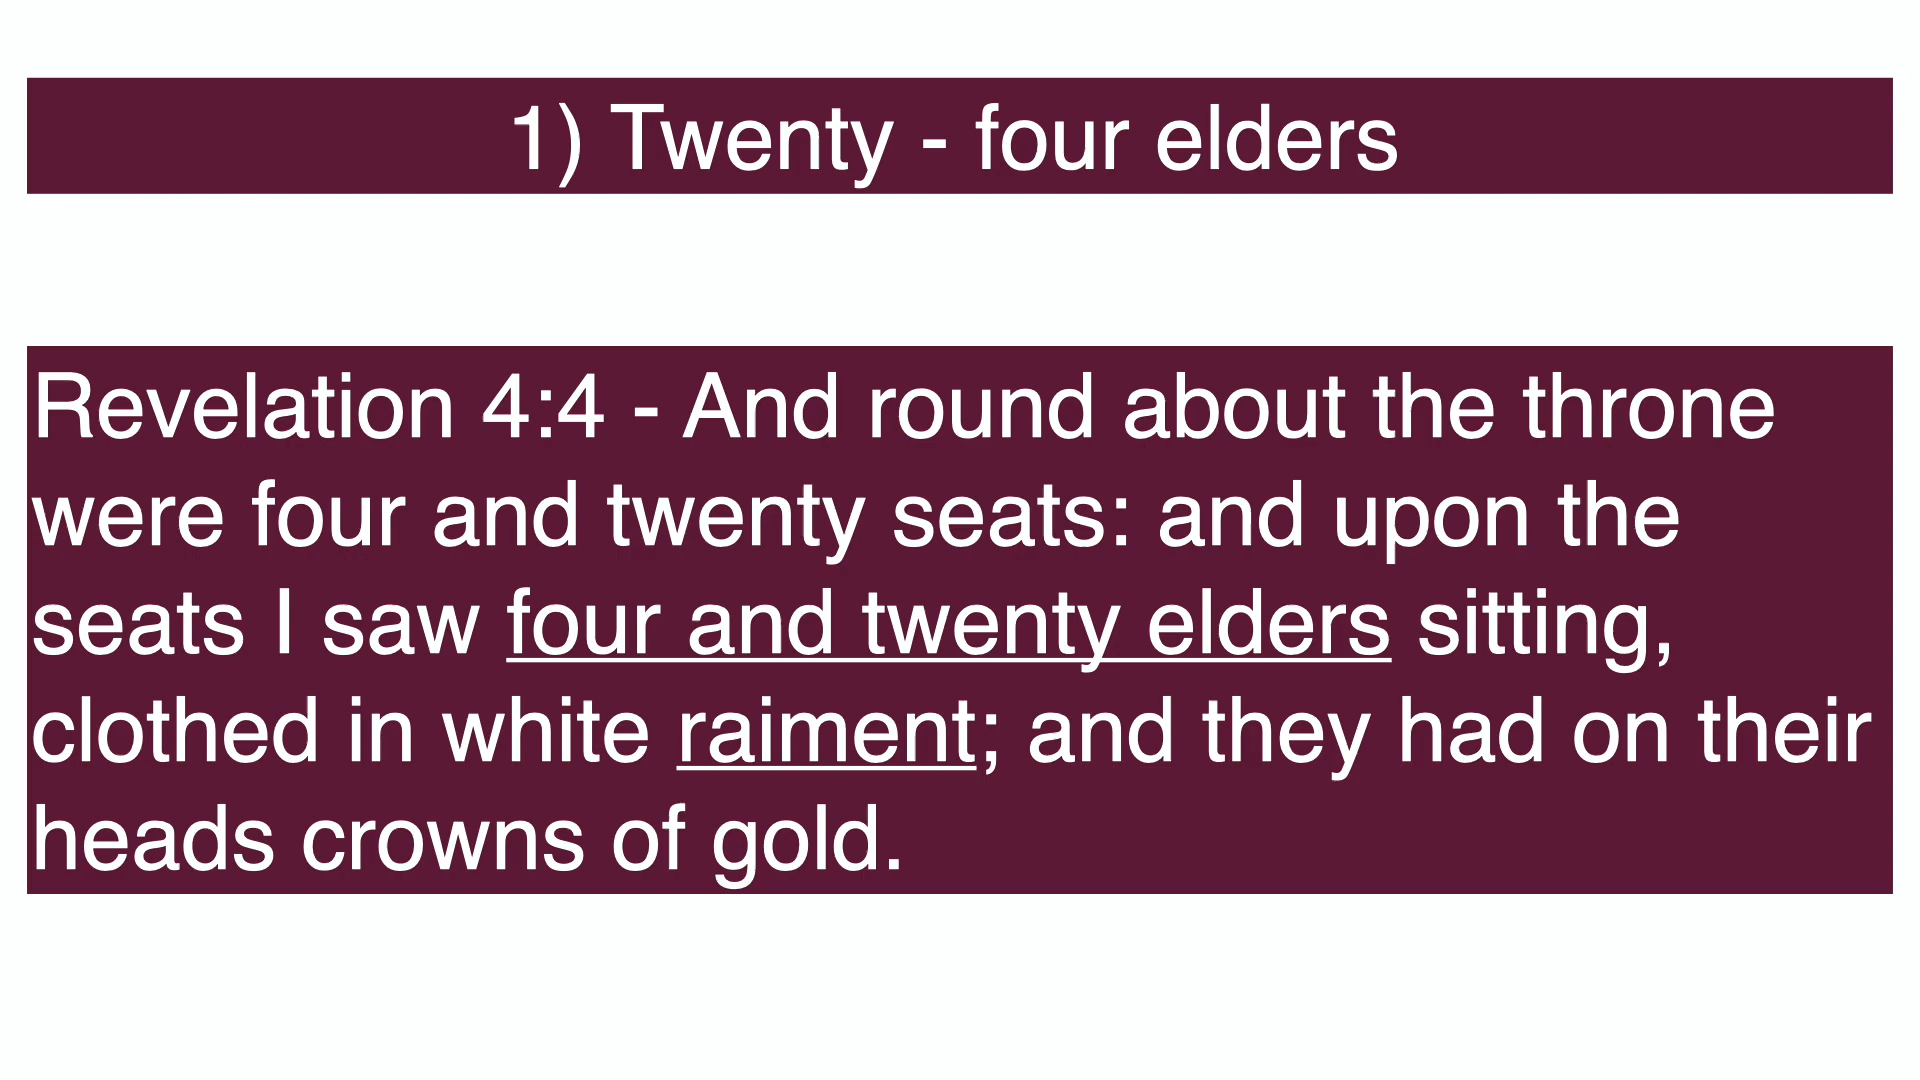 1) Twenty - four elders
Revelation 4:4 - And round about the throne
were four and twenty seats: and upon the
seats I saw four and twenty elders sitting,
clothed in white raiment; and they had on their
heads crowns of gold.